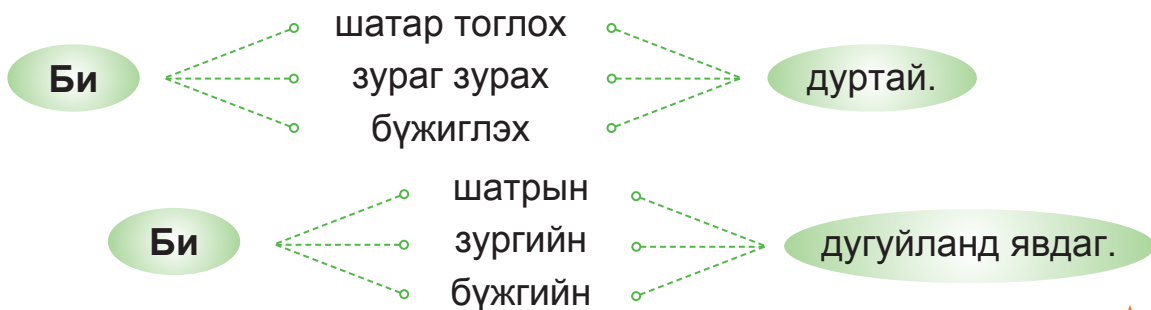 шатар тоглох
Би зураг зурах дуртай.
бүжиглэх
шатрын
Би зургийн дугуйланд явдаг.
бүжгийн